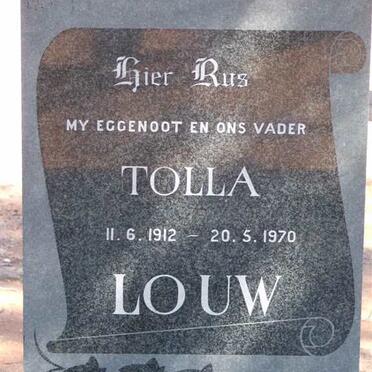 Hier Rus
MY EGGENOOT EN ONS VADER
TOLLA
11. 6. 1912 – 20. 5. 1970
LOUW